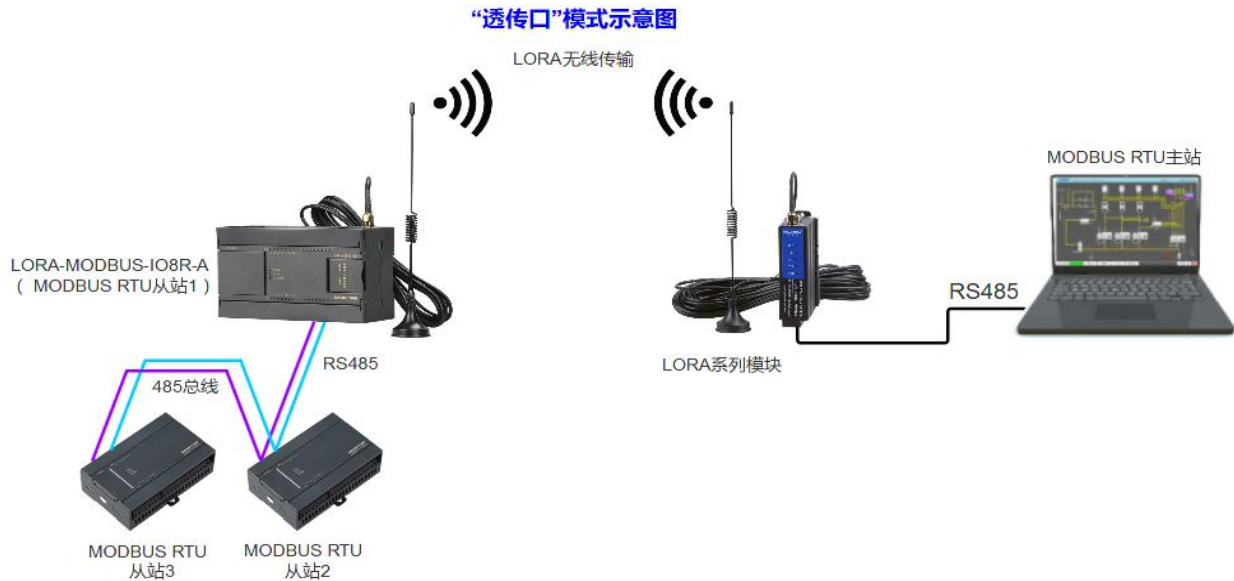 “透传口”模式示意图
LORA无线传输
MODBUS RTU主站
LORA-MODBUS-IO8R-A
（ MODBUS RTU从站1 ）
RS485
RS485
LORA系列模块
485总线
MODBUS RTU
从站3
MODBUS RTU
从站2